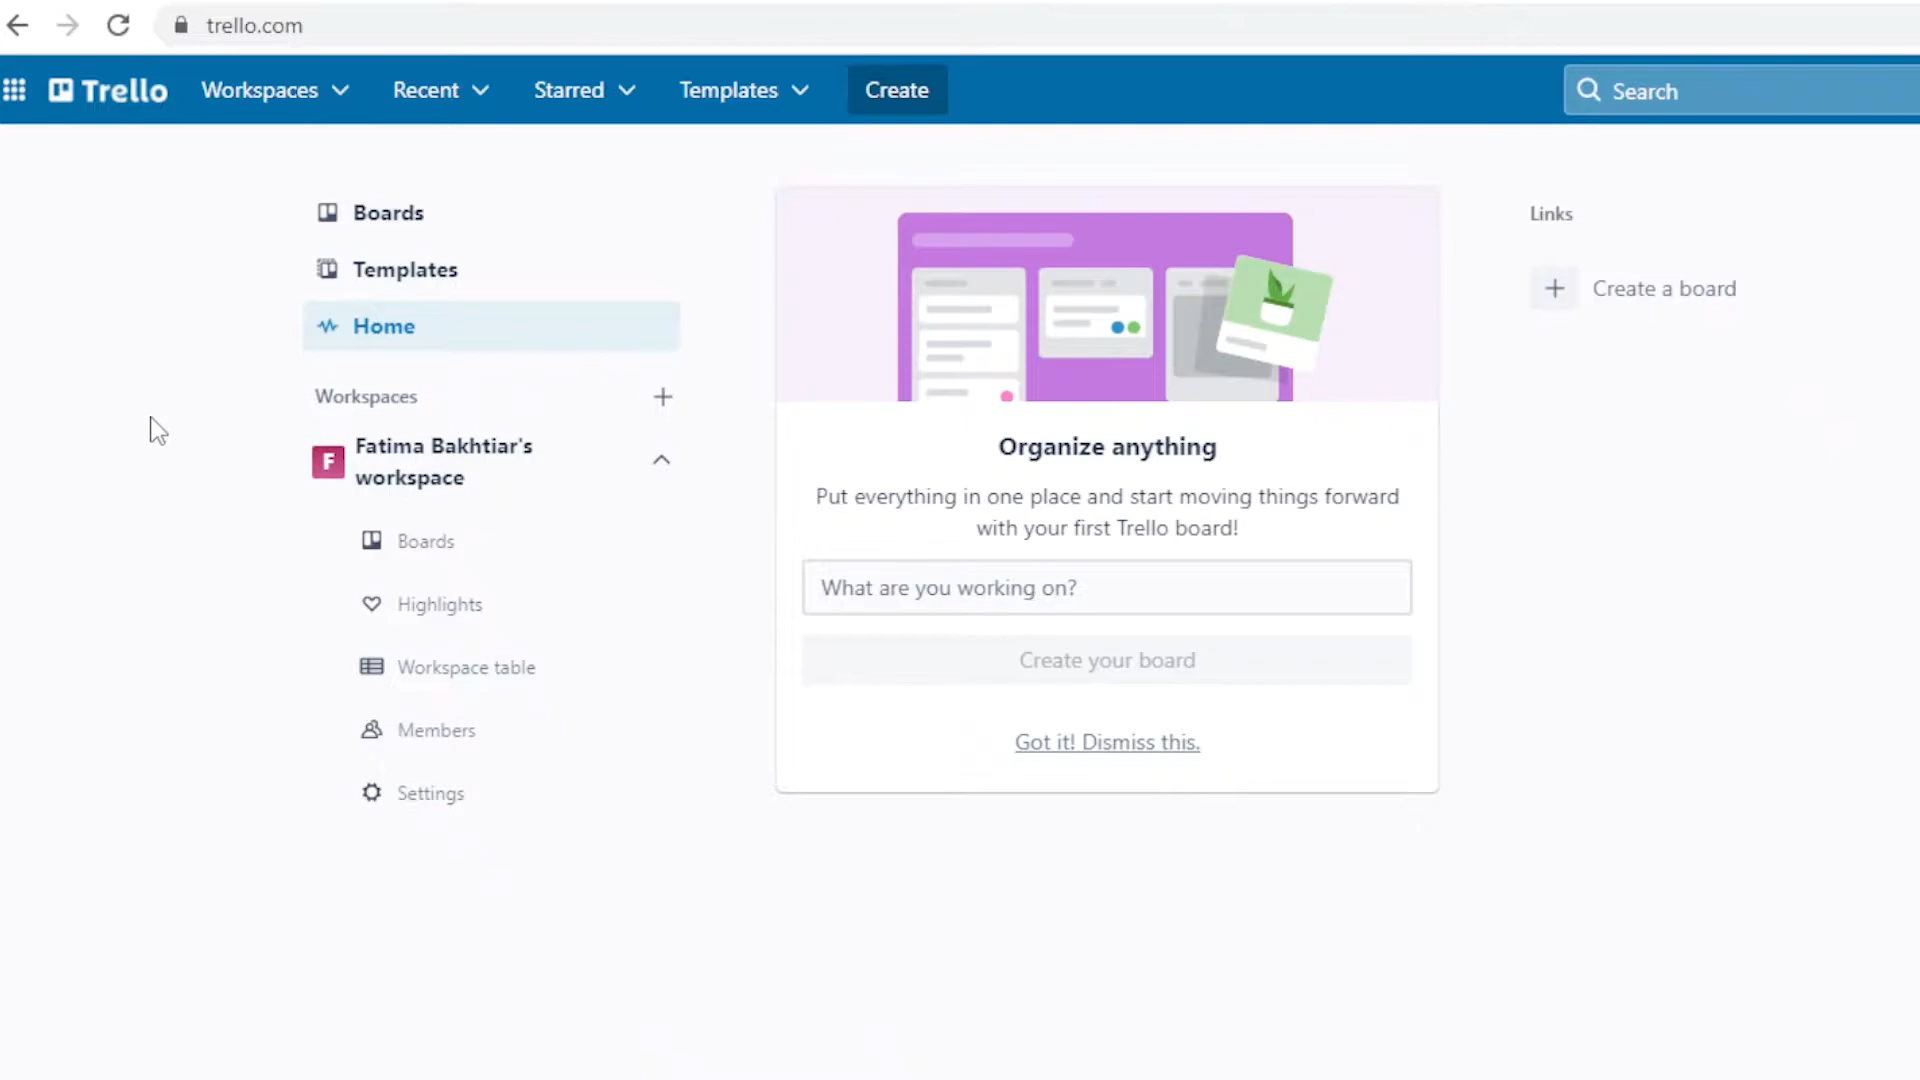 trello.com
Trello
Workspaces
Recent
Starred
Templates
Create
Search
Boards
Templates
Home
Workspaces
F
Fatima Bakhtiar's
workspace
Boards
Highlights
Workspace table
Members
Settings
Organize anything
Put everything in one place and start moving things forward
with your first Trello board!
What are you working on?
Create your board
Got it! Dismiss this.
Links
Create a board